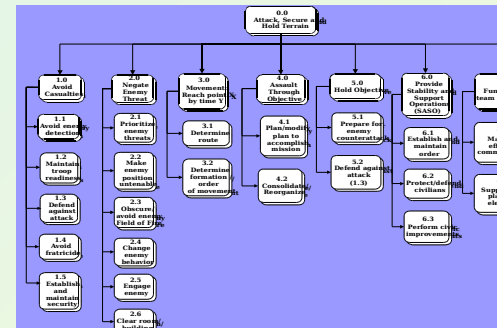 0.0
Attack, Secure and
Hold Terrain
1.0
Avoid
Casualties
1.1
Avoid enemy
detection
1.2
Maintain
troop
readiness
1.3
Defend
against
attack
1.4
Avoid
fratricide
1.5
Establish
and
maintain
security
2.0
Negate
Enemy
Threat
2.1
Prioritize
enemy
threats
2.2
Make
enemy
position
untenable
2.3
Obscure
avoid enemy
Field of Fire
2.4
Change
enemy
behavior
2.5
Engage
enemy
2.6
Clear room/
building
3.0
Movement
Reach point X
by time Y
3.1
Determine
route
3.2
Determine
formation /
order
of movement
4.0
Assault
Through
Objective
4.1
Plan/modify
plan to
accomplish
mission
4.2
Consolidate/
Reorganize
5.0
Hold Objective
5.1
Prepare for
enemy
counterattack
5.2
Defend against
attack
(1.3)
6.0
Provide
Stability and
Support
Operations
(SASO)
6.1
Establish and
maintain
order
6.2
Protect/defend
civilians
6.3
Perform civic
improvements